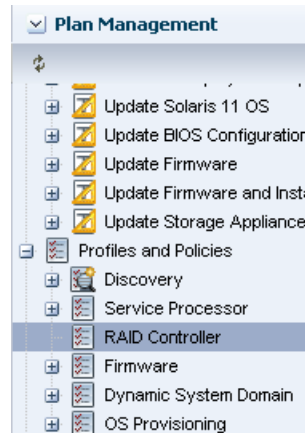 Plan Management
Update Solaris 11 OS
Update BIOS Configuration
Update Firmware
Update Firmware and Insta
Update Storage Appliance
Profiles and Policies
Discovery
Service Processor
RAID Controller
Firmware
Dynamic System Domain
OS Provisioning